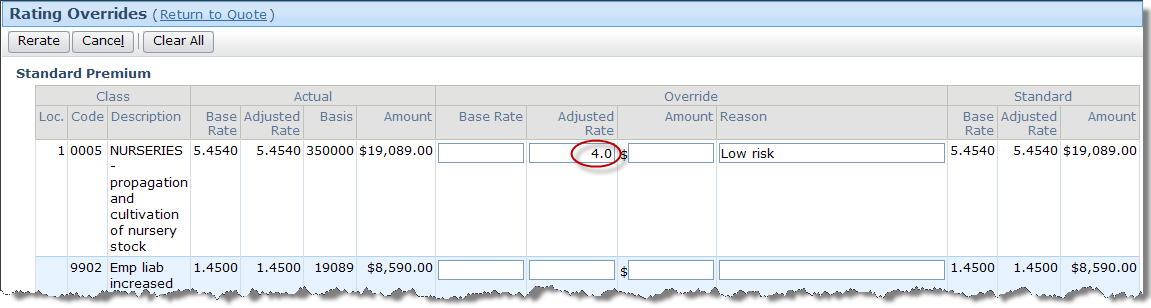 Rating Overrides (Return to Quote)
Rerate Cancel Clear All
Standard Premium
Class Actual Override Standard
Loc. Code Description Base Rate Adjusted Rate Basis Amount Base Rate Adjusted Rate Amount Reason Base Rate Adjusted Rate Amount
1 0005 NURSERIES 5.4540 5.4540 350000 $19,089.00 4.0 $ Low risk 5.4540 5.4540 $19,089.00
-
propagation
and
cultivation
of nursery
stock
9902 Emp liab 1.4500 1.4500 19089 $8,590.00 $ 1.4500 1.4500 $8,590.00
increased